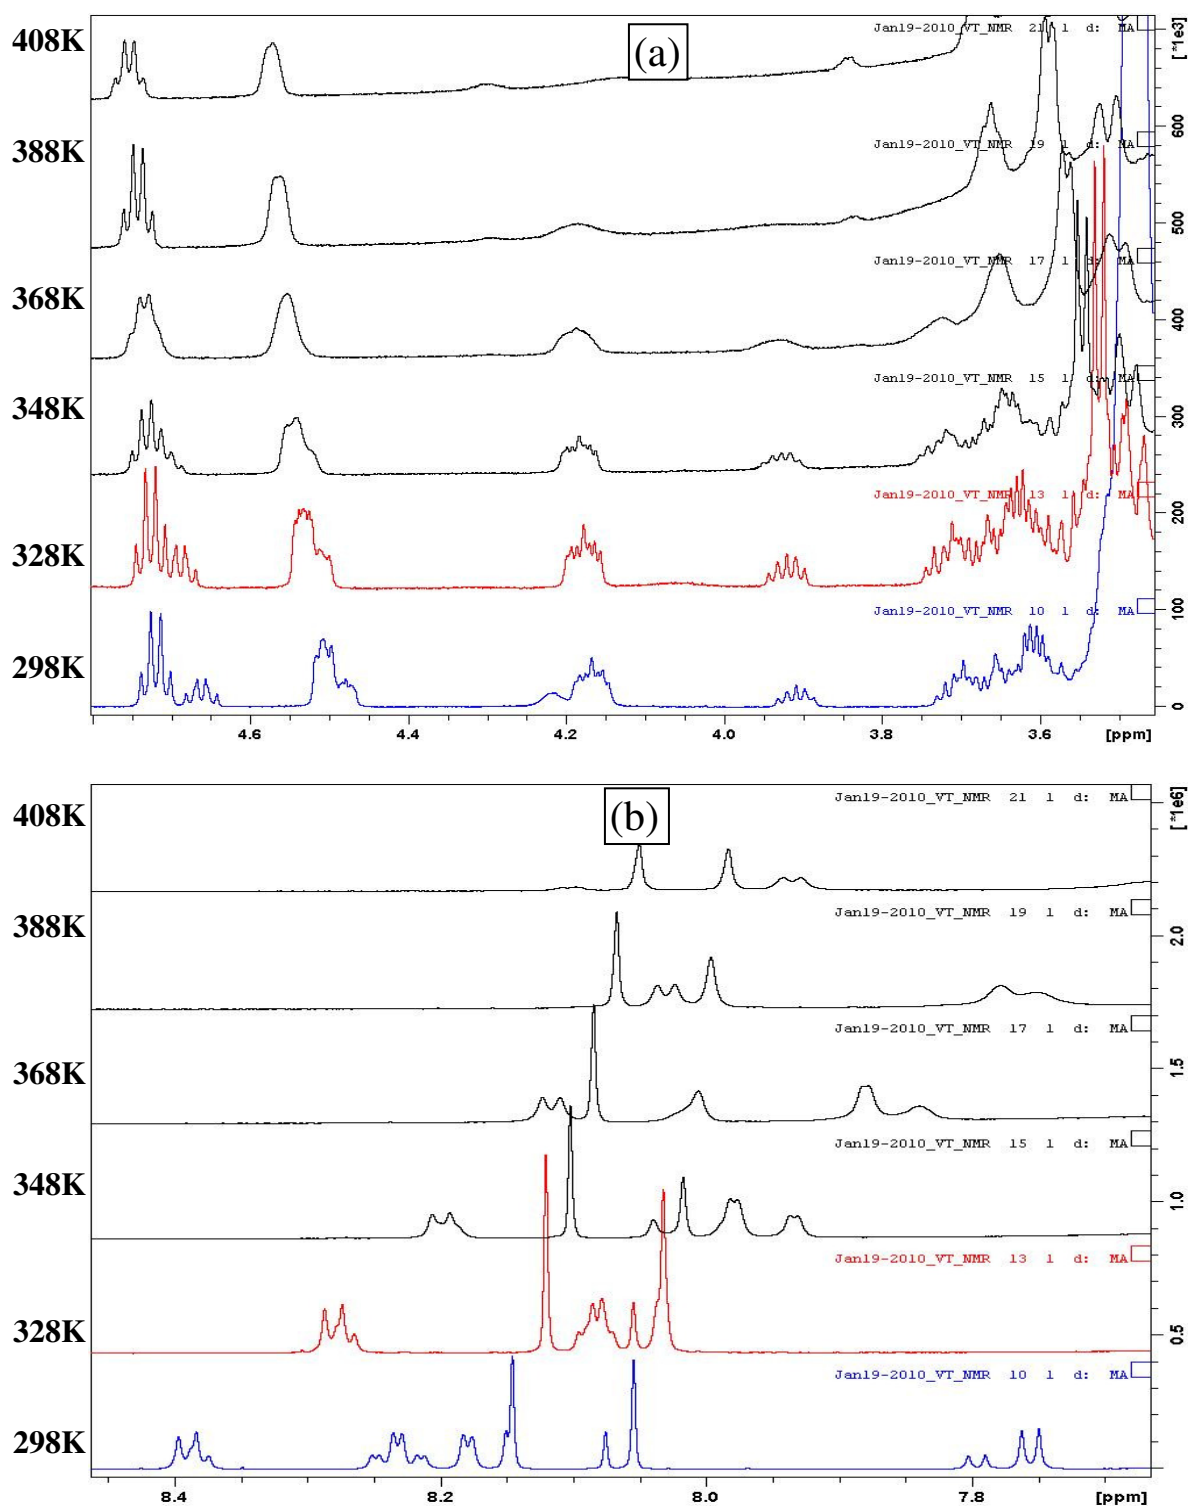 408K
(a)
Jan19-2010_VT_NMR 21 1 d: MA
[*1e3]
388K
Jan19-2010_VT_NMR 19 1 d: MA
600
368K
Jan19-2010_VT_NMR 17 1 d: MA
500
400
348K
Jan19-2010_VT_NMR 15 1 d: MA
300
328K
Jan19-2010_VT_NMR 13 1 d: MA
200
298K
Jan19-2010_VT_NMR 10 1 d: MA
100
0
4.6 4.4 4.2 4.0 3.8 3.6 [ppm]
408K
(b)
Jan19-2010_VT_NMR 21 1 d: MA
[*1e6]
388K
Jan19-2010_VT_NMR 19 1 d: MA
2.0
368K
Jan19-2010_VT_NMR 17 1 d: MA
1.5
348K
Jan19-2010_VT_NMR 15 1 d: MA
1.0
328K
Jan19-2010_VT_NMR 13 1 d: MA
0.5
298K
Jan19-2010_VT_NMR 10 1 d: MA
8.4 8.2 8.0 7.8 [ppm]